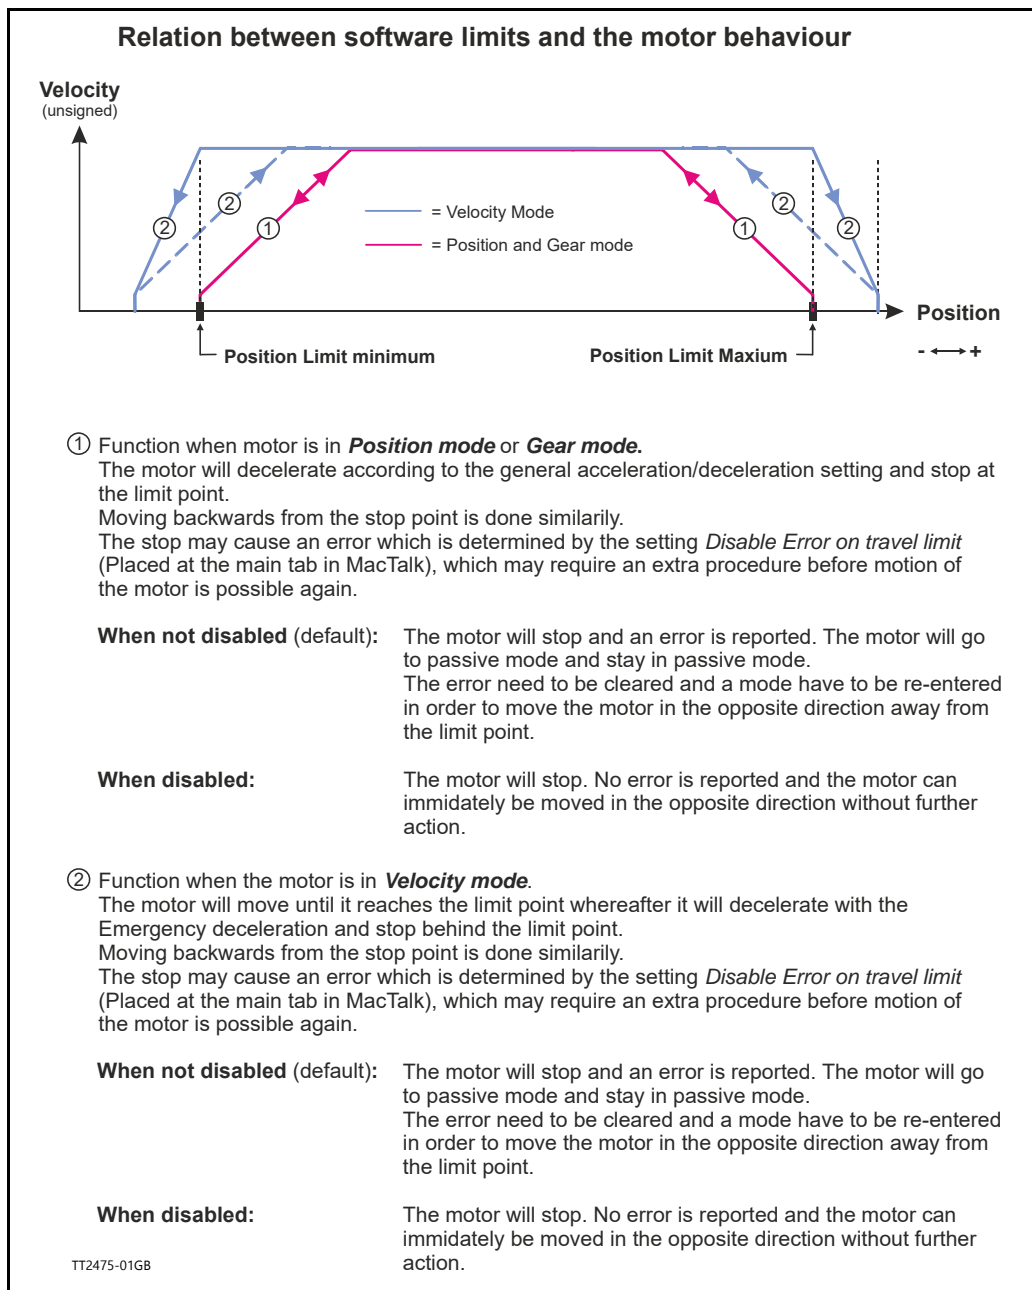 Relation between software limits and the motor behaviour
Velocity
(unsigned)
2
2
1
= Velocity Mode
= Position and Gear mode
1
2
2
Position
- +
Position Limit minimum
Position Limit Maxium
1 Function when motor is in Position mode or Gear mode.
The motor will decelerate according to the general acceleration/deceleration setting and stop at
the limit point.
Moving backwards from the stop point is done similarily.
The stop may cause an error which is determined by the setting Disable Error on travel limit
(Placed at the main tab in MacTalk), which may require an extra procedure before motion of
the motor is possible again.
When not disabled (default): The motor will stop and an error is reported. The motor will go
to passive mode and stay in passive mode.
The error need to be cleared and a mode have to be re-entered
in order to move the motor in the opposite direction away from
the limit point.
When disabled: The motor will stop. No error is reported and the motor can
immidately be moved in the opposite direction without further
action.
2 Function when the motor is in Velocity mode.
The motor will move until it reaches the limit point whereafter it will decelerate with the
Emergency deceleration and stop behind the limit point.
Moving backwards from the stop point is done similarily.
The stop may cause an error which is determined by the setting Disable Error on travel limit
(Placed at the main tab in MacTalk), which may require an extra procedure before motion of
the motor is possible again.
When not disabled (default): The motor will stop and an error is reported. The motor will go
to passive mode and stay in passive mode.
The error need to be cleared and a mode have to be re-entered
in order to move the motor in the opposite direction away from
the limit point.
When disabled: The motor will stop. No error is reported and the motor can
immidately be moved in the opposite direction without further
action.
TT2475-01GB